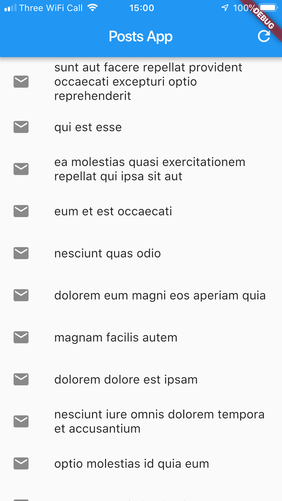 Three WiFi Call 15:00 100%
DEBUG
Posts App
sunt aut facere repellat provident
occaecati excepturi optio
reprehenderit
qui est esse
ea molestias quasi exercitationem
repellat qui ipsa sit aut
eum et est occaecati
nesciunt quas odio
dolorem eum magni eos aperiam quia
magnam facilis autem
dolorem dolore est ipsam
nesciunt iure omnis dolorem tempora
et accusantium
optio molestias id quia eum